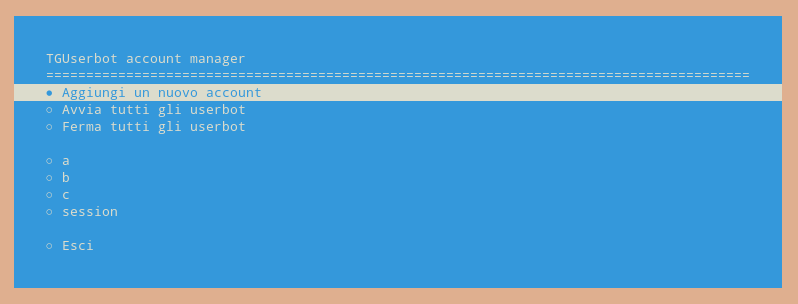 TGUserbot account manager
========================================================================================
● Aggiungi un nuovo account
○ Avvia tutti gli userbot
○ Ferma tutti gli userbot
○ a
○ b
○ c
○ session
○ Esci